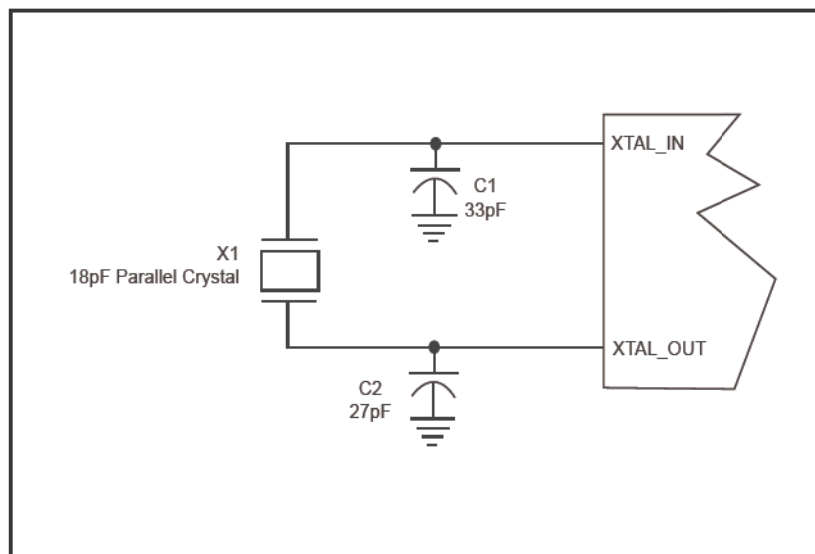 XTAL_IN
C1
33pF
X1
18pF Parallel Crystal
XTAL_OUT
C2
27pF